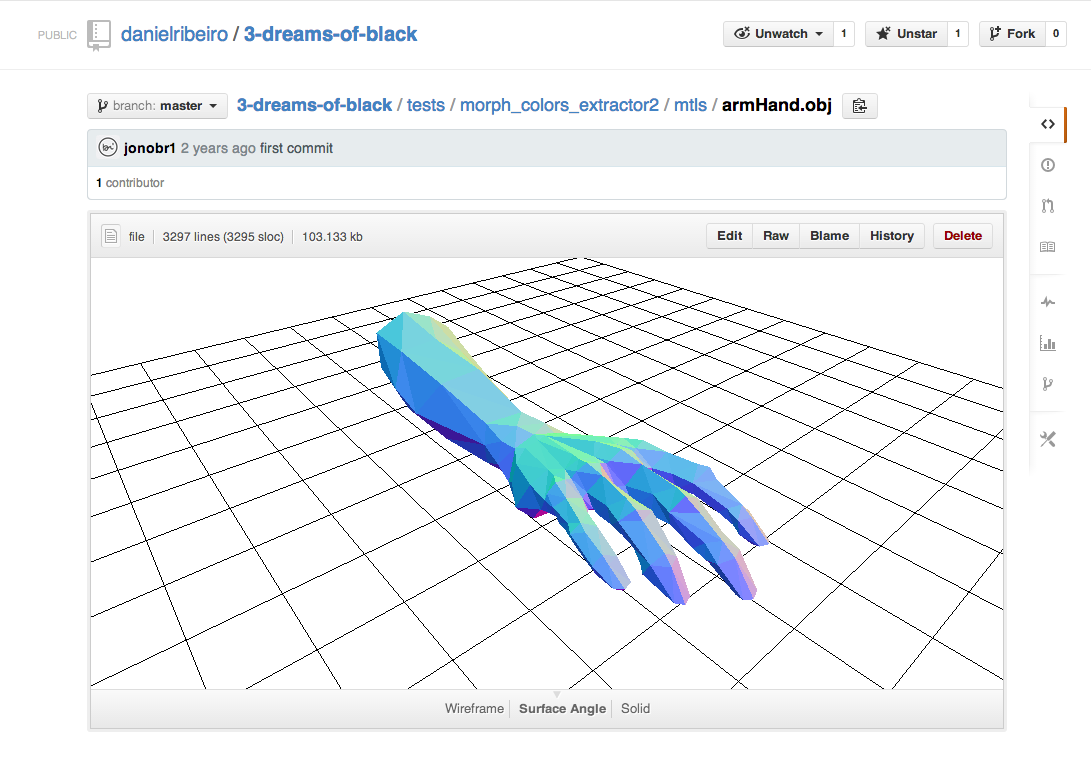 PUBLIC danielribeiro / 3-dreams-of-black Unwatch 1 Unstar 1 Fork 0
branch: master 3-dreams-of-black / tests / morph_colors_extractor2 / mtls / armHand.obj
jonobr1 2 years ago first commit
1 contributor
file 3297 lines (3295 sloc) 103.133 kb Edit Raw Blame History Delete
Wireframe Surface Angle Solid